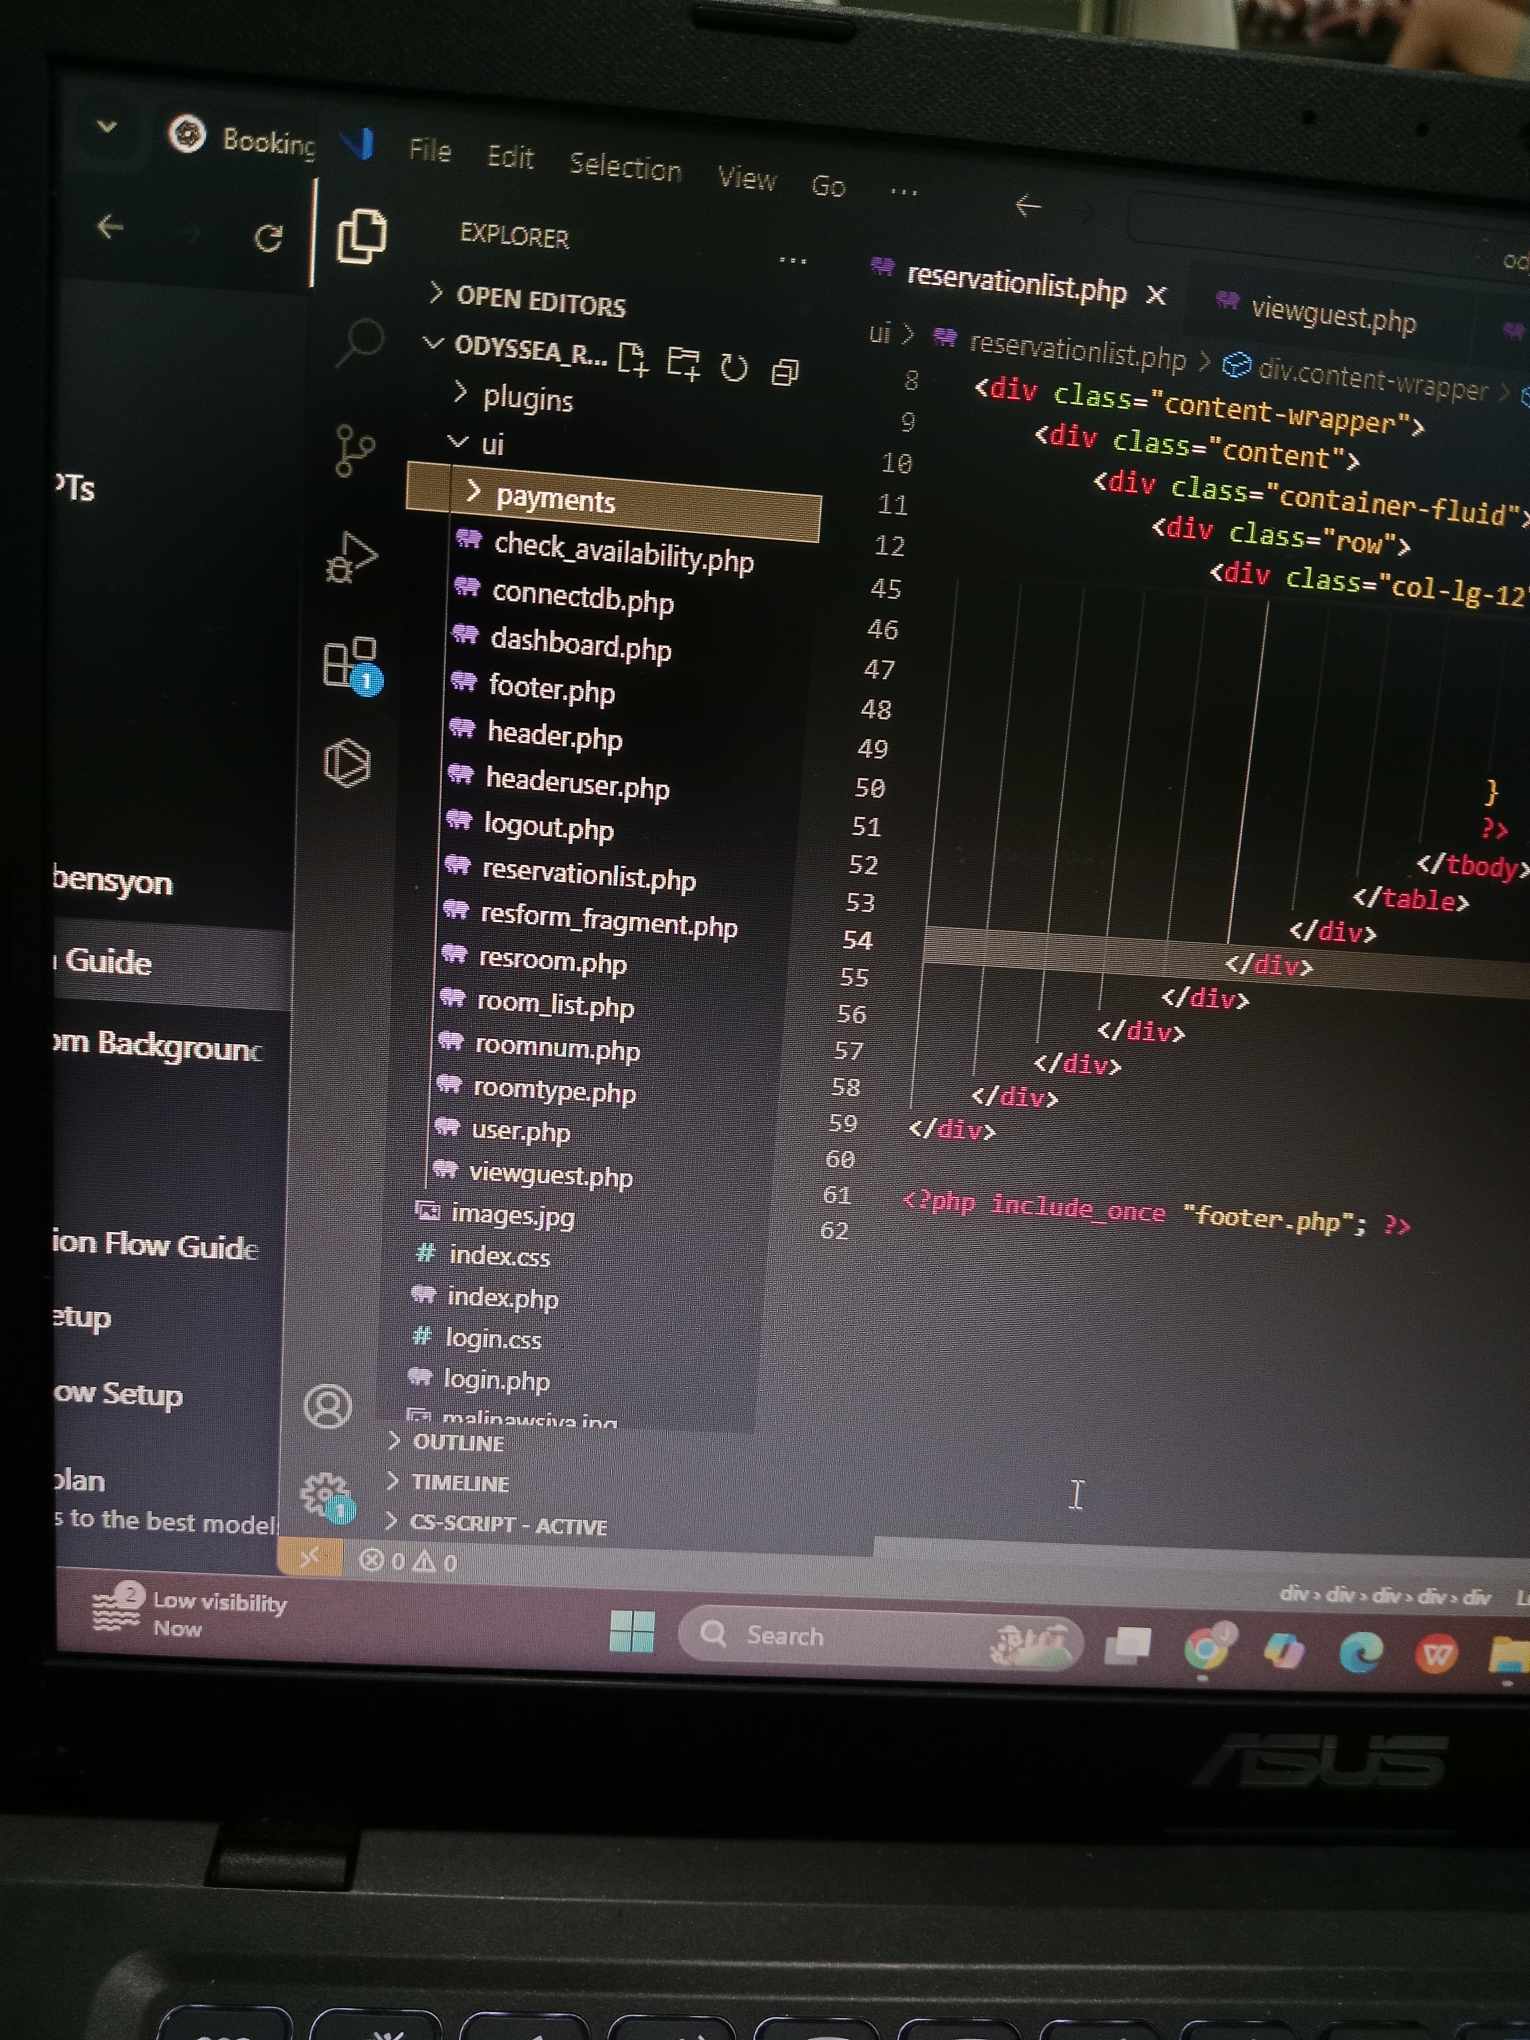 Booking
File Edit Selection View Go ...
EXPLORER ...
OPEN EDITORS
ODYSSEA_R...
plugins
ui
payments
check_availability.php
connectdb.php
dashboard.php
footer.php
header.php
headeruser.php
logout.php
reservationlist.php
resform_fragment.php
resroom.php
room_list.php
roomnum.php
roomtype.php
user.php
viewguest.php
images.jpg
index.css
index.php
login.css
login.php
OUTLINE
TIMELINE
CS-SCRIPT - ACTIVE
0 0
reservationlist.php viewguest.php
ui > reservationlist.php > div.content-wrapper >
8 <div class="content-wrapper">
9 <div class="content">
10 <div class="container-fluid">
11 <div class="row">
12 <div class="col-lg-12"
45
46
47
48
49
50 }
51 ?>
52 </tbody>
53 </table>
54 </div>
55 </div>
56 </div>
57 </div>
58 </div>
59 </div>
60 </div>
61 <?php include_once "footer.php"; ?>
62
PTs
bensyon
Guide
om Background
ion Flow Guide
etup
ow Setup
plan
s to the best model
div > div > div > div > div
2
Low visibility
Now
Search
ASUS